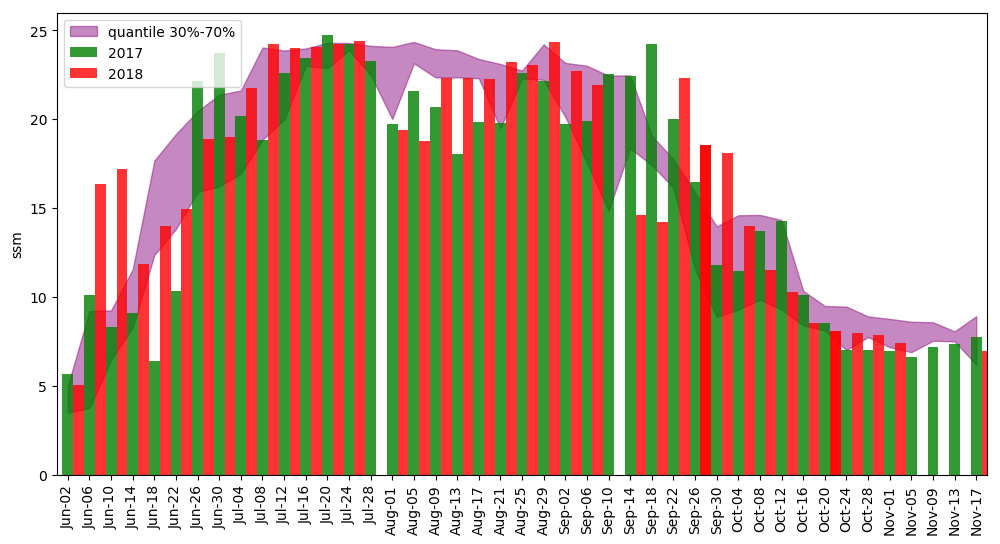 quantile 30%-70%
2017
2018
25
20
15
10
5
0
ssm
Jun-02
Jun-06
Jun-10
Jun-14
Jun-18
Jun-22
Jun-26
Jun-30
Jul-04
Jul-08
Jul-12
Jul-16
Jul-20
Jul-24
Jul-28
Aug-01
Aug-05
Aug-09
Aug-13
Aug-17
Aug-21
Aug-25
Aug-29
Sep-02
Sep-06
Sep-10
Sep-14
Sep-18
Sep-22
Sep-26
Sep-30
Oct-04
Oct-08
Oct-12
Oct-16
Oct-20
Oct-24
Oct-28
Nov-01
Nov-05
Nov-09
Nov-13
Nov-17